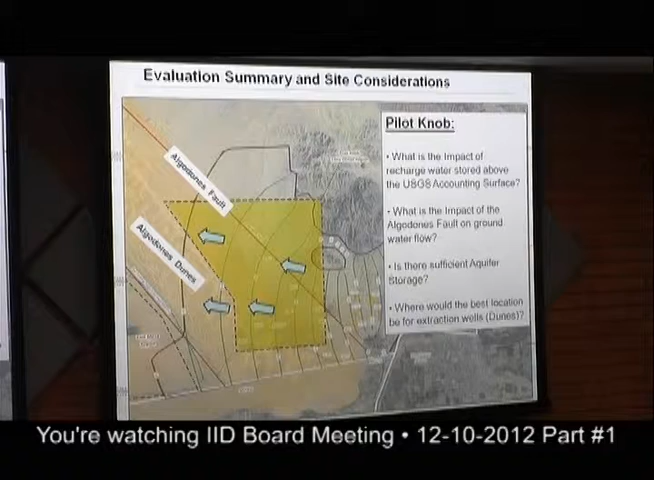 Evaluation Summary and Site Considerations
Pilot Knob:
• What is the Impact of
recharge water stored above
the USGS Accounting Surface?
• What is the Impact of the
Algodones Fault on ground
water flow?
• Is there sufficient Aquifer
Storage?
• Where would the best location
be for extraction wells (Dunes)?
Algodones Fault
Algodones Dunes
You're watching IID Board Meeting • 12-10-2012 Part #1